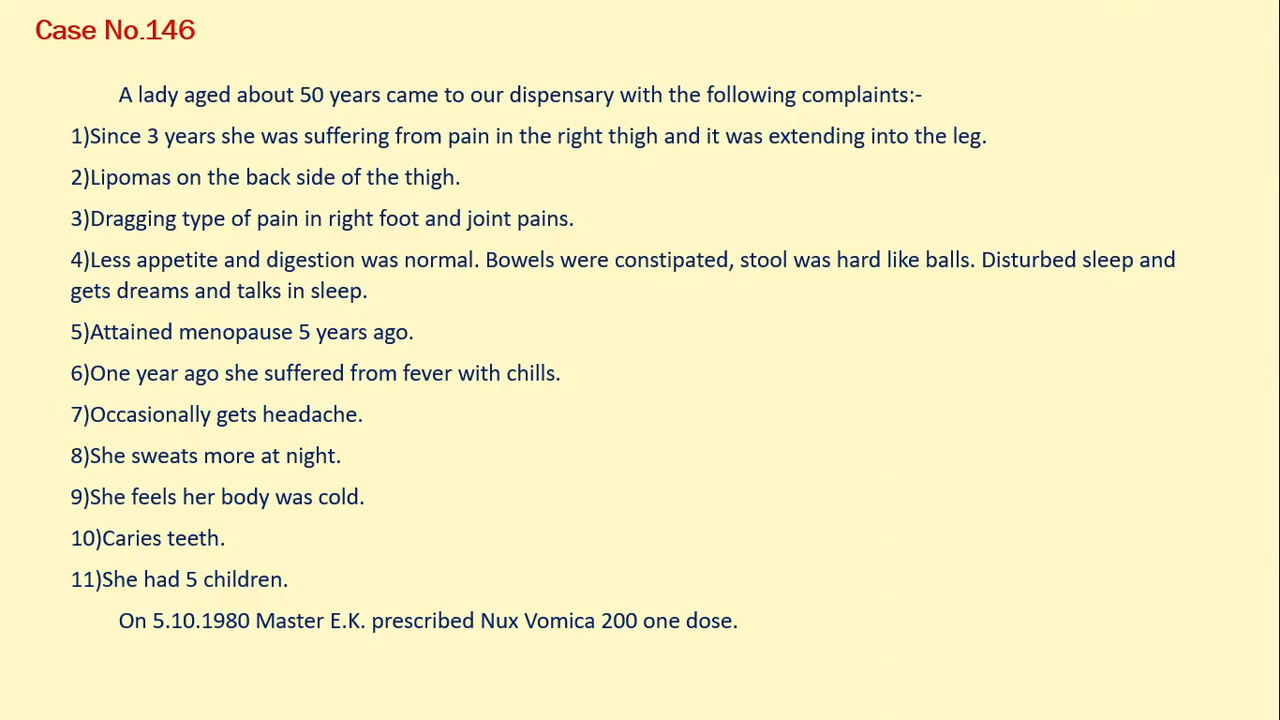 Case No.146
A lady aged about 50 years came to our dispensary with the following complaints:-
1)Since 3 years she was suffering from pain in the right thigh and it was extending into the leg.
2)Lipomas on the back side of the thigh.
3)Dragging type of pain in right foot and joint pains.
4)Less appetite and digestion was normal. Bowels were constipated, stool was hard like balls. Disturbed sleep and
gets dreams and talks in sleep.
5)Attained menopause 5 years ago.
6)One year ago she suffered from fever with chills.
7)Occasionally gets headache.
8)She sweats more at night.
9)She feels her body was cold.
10)Caries teeth.
11)She had 5 children.
On 5.10.1980 Master E.K. prescribed Nux Vomica 200 one dose.